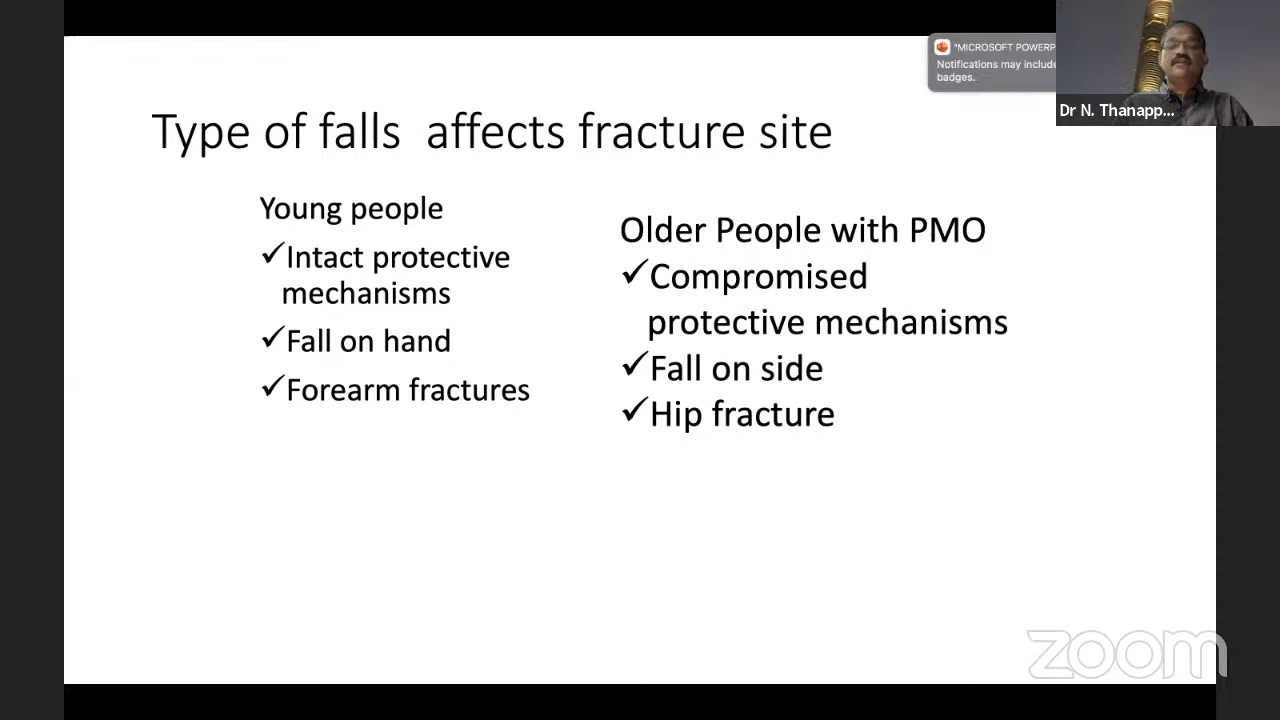 "MICROSOFT POWERP
Notifications may include
badges.
Dr N. Thanapp...
Type of falls  affects fracture site
Young people
✓Intact protective
mechanisms
✓Fall on hand
✓Forearm fractures
Older People with PMO
✓Compromised
protective mechanisms
✓Fall on side
✓Hip fracture
zoom